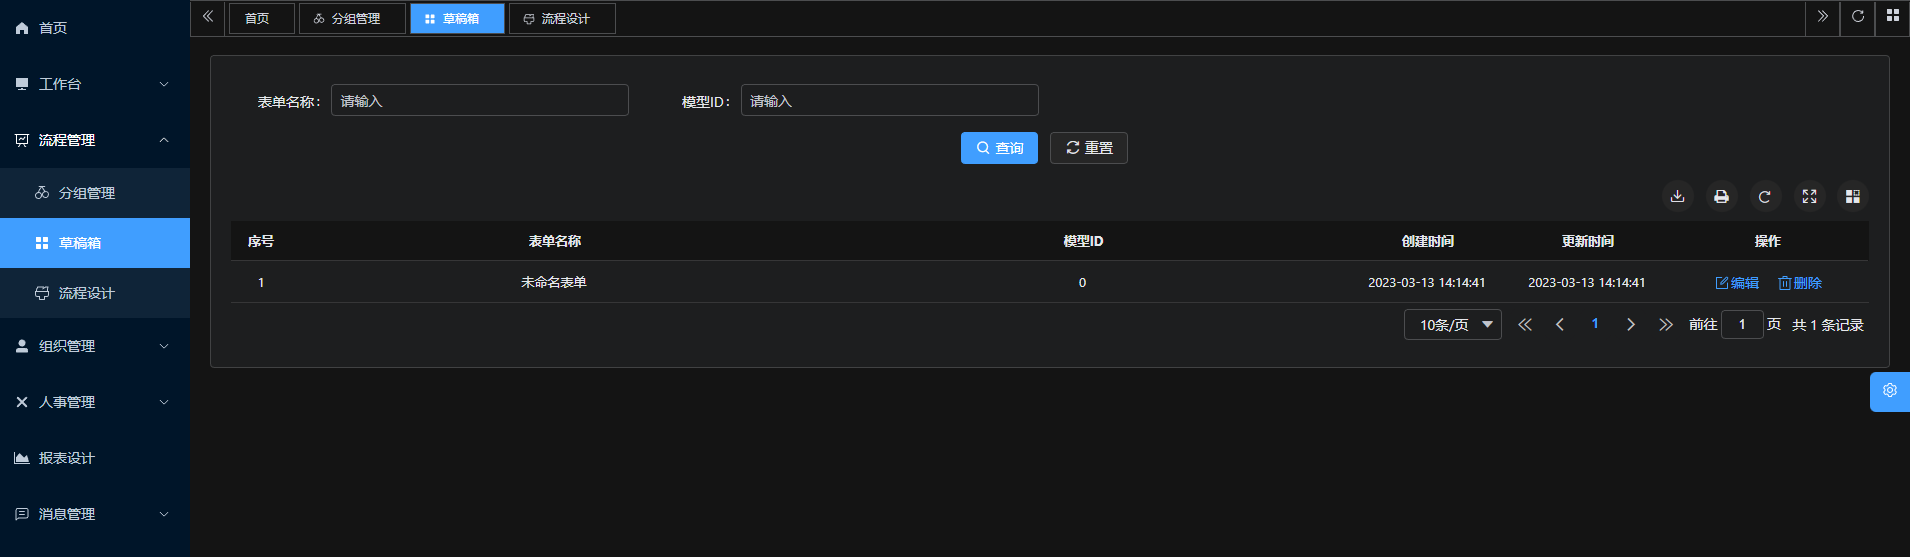 首页
工作台
流程管理
分组管理
草稿箱
流程设计
组织管理
人事管理
报表设计
消息管理
首页 分组管理 草稿箱 流程设计
表单名称: 请输入 模型ID: 请输入
查询 重置
序号 表单名称 模型ID 创建时间 更新时间 操作
1 未命名表单 0 2023-03-13 14:14:41 2023-03-13 14:14:41 编辑 删除
10条/页 1 前往 1 页 共 1 条记录